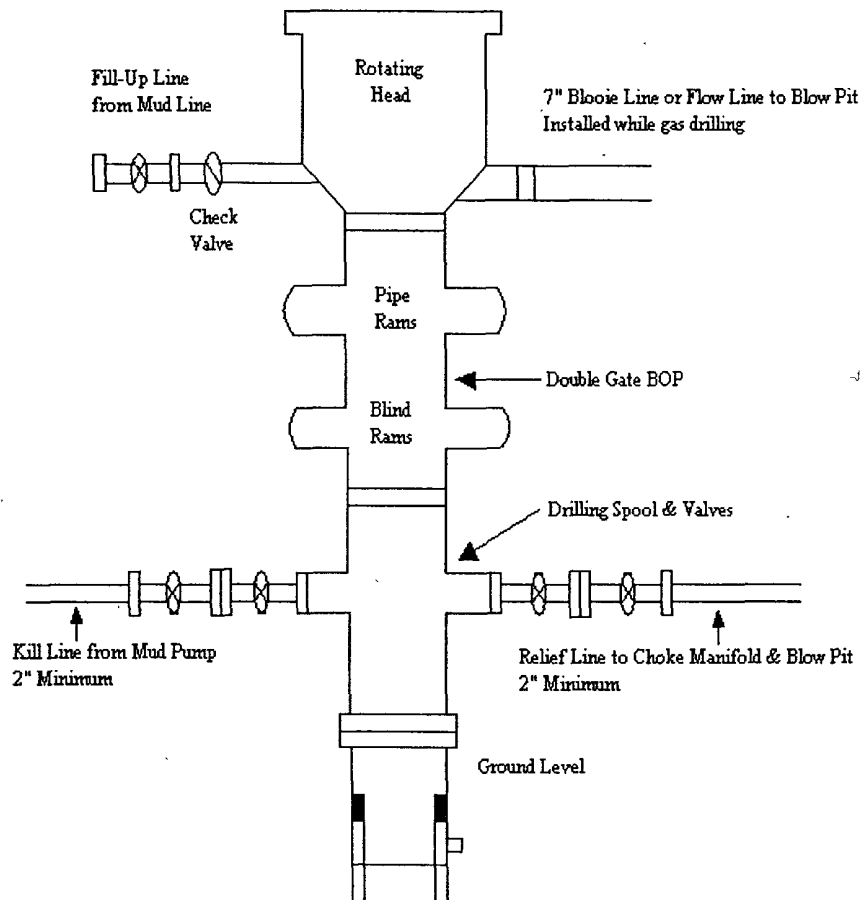 Rotating
Head
Fill-Up Line
from Mud Line
7" Blooie Line or Flow Line to Blow Pit
Installed while gas drilling
Check
Valve
Pipe
Rams
Double Gate BOP
Blind
Rams
Drilling Spool & Valves
Kill Line from Mud Pump
2" Minimum
Relief Line to Choke Manifold & Blow Pit
2" Minimum
Ground Level